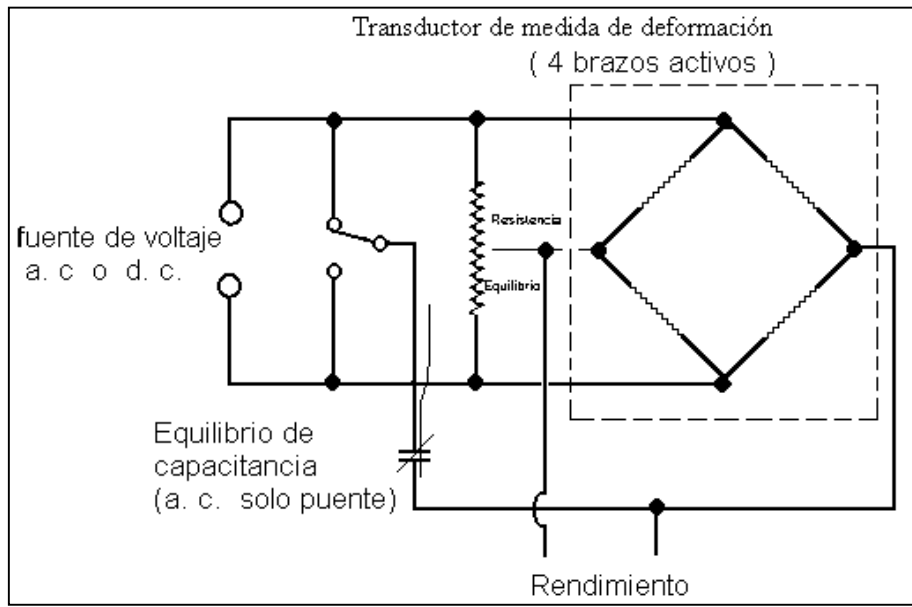 Transductor de medida de deformación
( 4 brazos activos )
Resistencia
fuente de voltaje
a. c o d. c.
Equilibrio
Equilibrio de
capacitancia
(a. c. solo puente)
Rendimiento